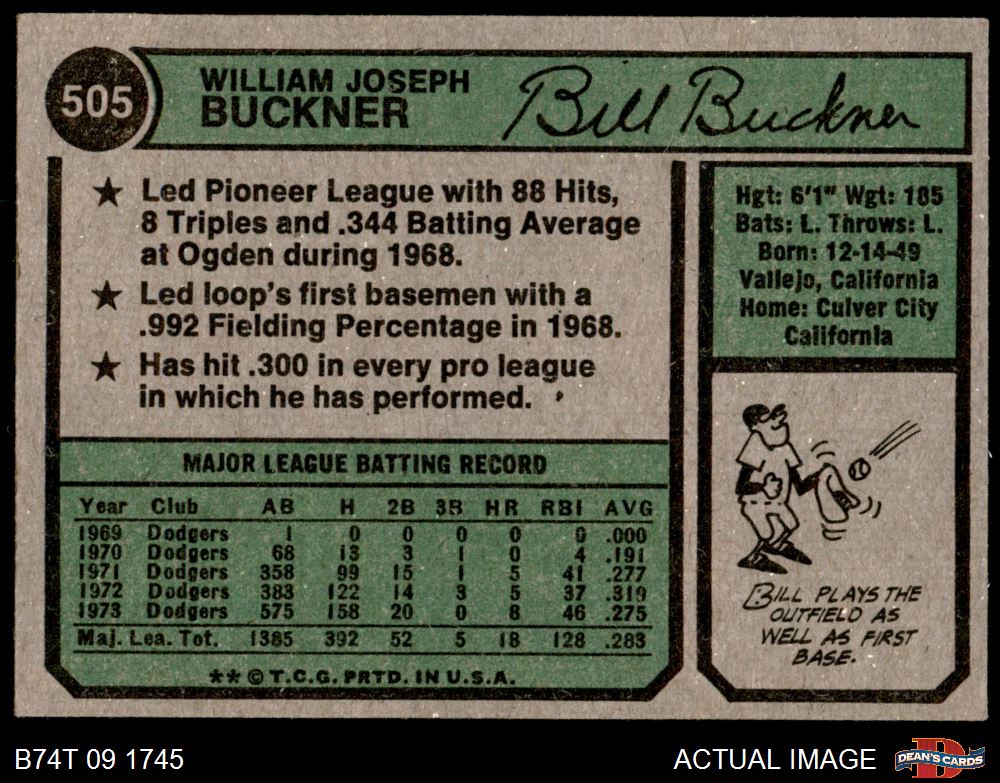 505
WILLIAM JOSEPH
BUCKNER
Bill Buckner
★ Led Pioneer League with 88 Hits,
8 Triples and .344 Batting Average
at Ogden during 1968.
★ Led loop's first basemen with a
.992 Fielding Percentage in 1968.
★ Has hit .300 in every pro league
in which he has performed.
Hgt: 6'1" Wgt: 185
Bats: L. Throws: L.
Born: 12-14-49
Vallejo, California
Home: Culver City
California
MAJOR LEAGUE BATTING RECORD
Year Club AB H 2B 3B HR RBI AVG
1969 Dodgers 1 0 0 0 0 0 .000
1970 Dodgers 68 13 3 1 0 4 .191
1971 Dodgers 358 99 15 1 5 41 .277
1972 Dodgers 383 122 14 3 5 37 .319
1973 Dodgers 575 158 20 0 8 46 .275
Maj. Lea. Tot. 1385 392 52 5 18 128 .283
** © T.C.G. PRTD. IN U.S.A.
BILL PLAYS THE
OUTFIELD AS
WELL AS FIRST
BASE.
B74T 09 1745
ACTUAL IMAGE
D
DEAN'S CARDS